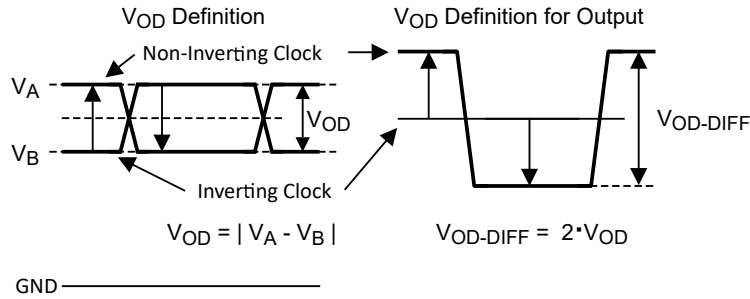 VOD Definition
VOD Definition for Output
Non-Inverting Clock
VA
VOD
VOD-DIFF
VB
Inverting Clock
VOD = | VA - VB |
VOD-DIFF = 2·VOD
GND